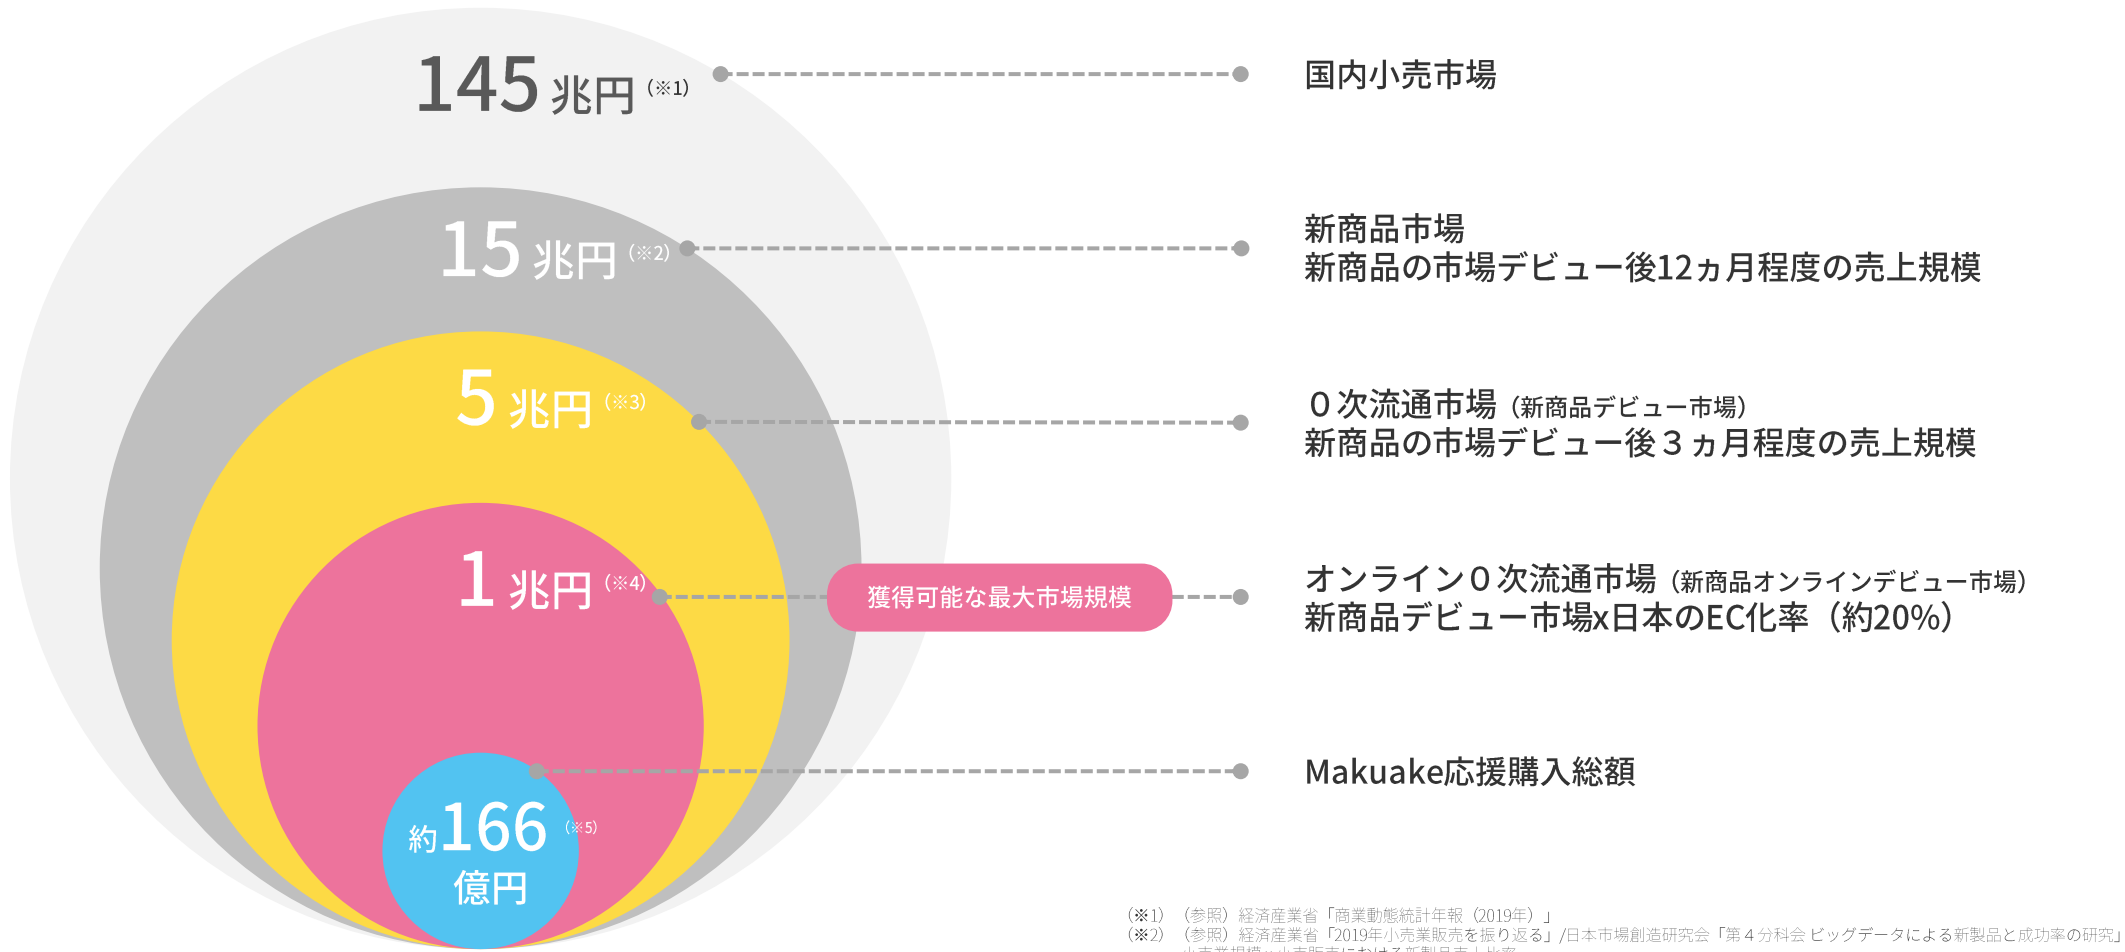 145 兆円 (※1)
国内小売市場
15 兆円 (※2)
新商品市場
新商品の市場デビュー後12ヵ月程度の売上規模
5 兆円 (※3)
０次流通市場（新商品デビュー市場）
新商品の市場デビュー後３ヵ月程度の売上規模
1 兆円 (※4)
獲得可能な最大市場規模
オンライン０次流通市場（新商品オンラインデビュー市場）
新商品デビュー市場x日本のEC化率（約20%）
Makuake応援購入総額
約166 (※5)
億円
（※1）（参照）経済産業省「商業動態統計年報（2019年）」
（※2）（参照）経済産業省「2019年小売業販売を振り返る」/日本市場創造研究会「第４分科会 ビッグデータによる新製品と成功率の研究」